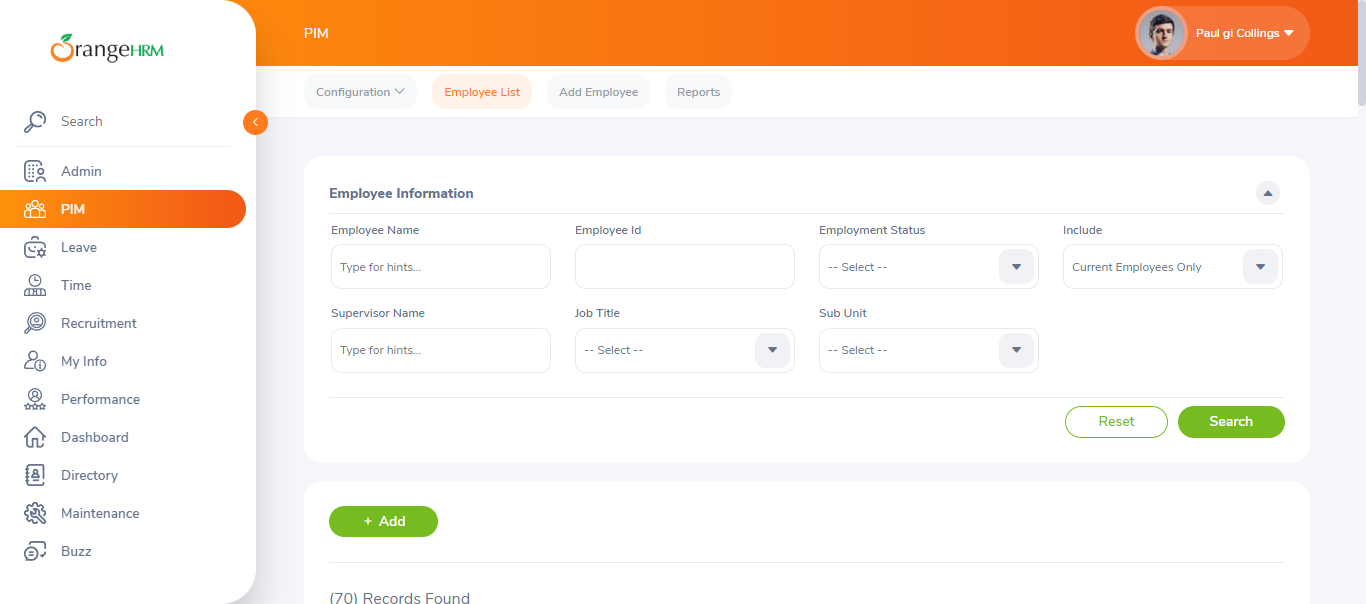 OrangeHRM
Search
Admin
PIM
Leave
Time
Recruitment
My Info
Performance
Dashboard
Directory
Maintenance
Buzz
PIM
Paul gi Collings
Configuration
Employee List
Add Employee
Reports
Employee Information
Employee Name
Employee Id
Employment Status
Include
Type for hints...
-- Select --
Current Employees Only
Supervisor Name
Job Title
Sub Unit
Type for hints...
-- Select --
-- Select --
Reset
Search
+ Add
(70) Records Found